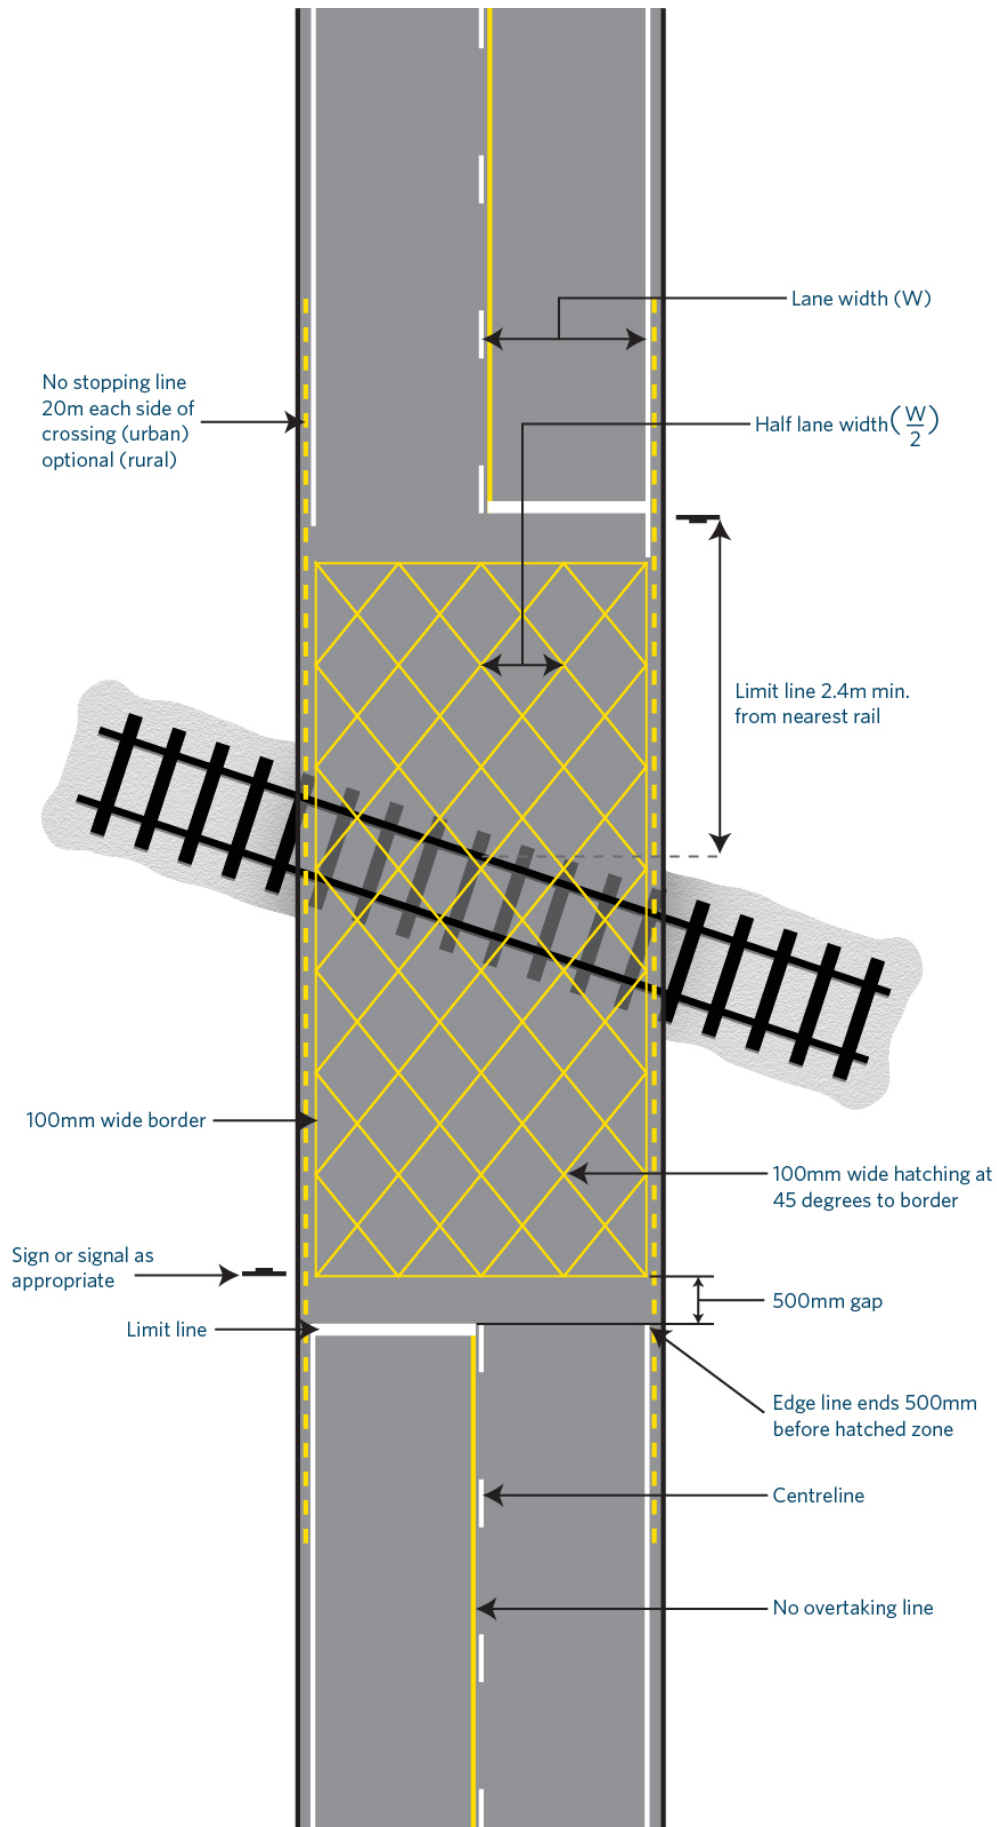 Lane width (W)
No stopping line
20m each side of
crossing (urban)
optional (rural)
Half lane width (W/2)
Limit line 2.4m min.
from nearest rail
100mm wide border
100mm wide hatching at
45 degrees to border
Sign or signal as
appropriate
500mm gap
Limit line
Edge line ends 500mm
before hatched zone
Centreline
No overtaking line